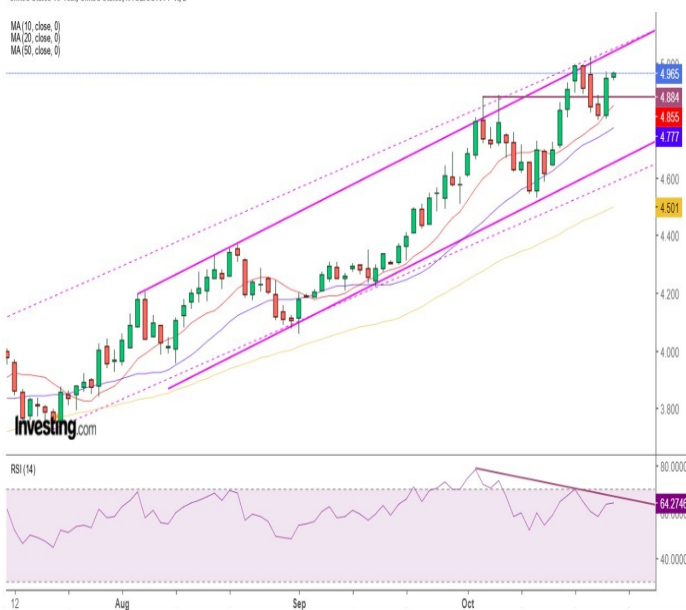 MA (10, close, 0)
MA (20, close, 0)
MA (50, close, 0)
4.965
4.884
4.855
4.777
4.600
4.501
4.400
4.200
4.000
3.800
Investing.com
RSI (14)
80.0000
64.2746
40.0000
12 Aug Sep Oct